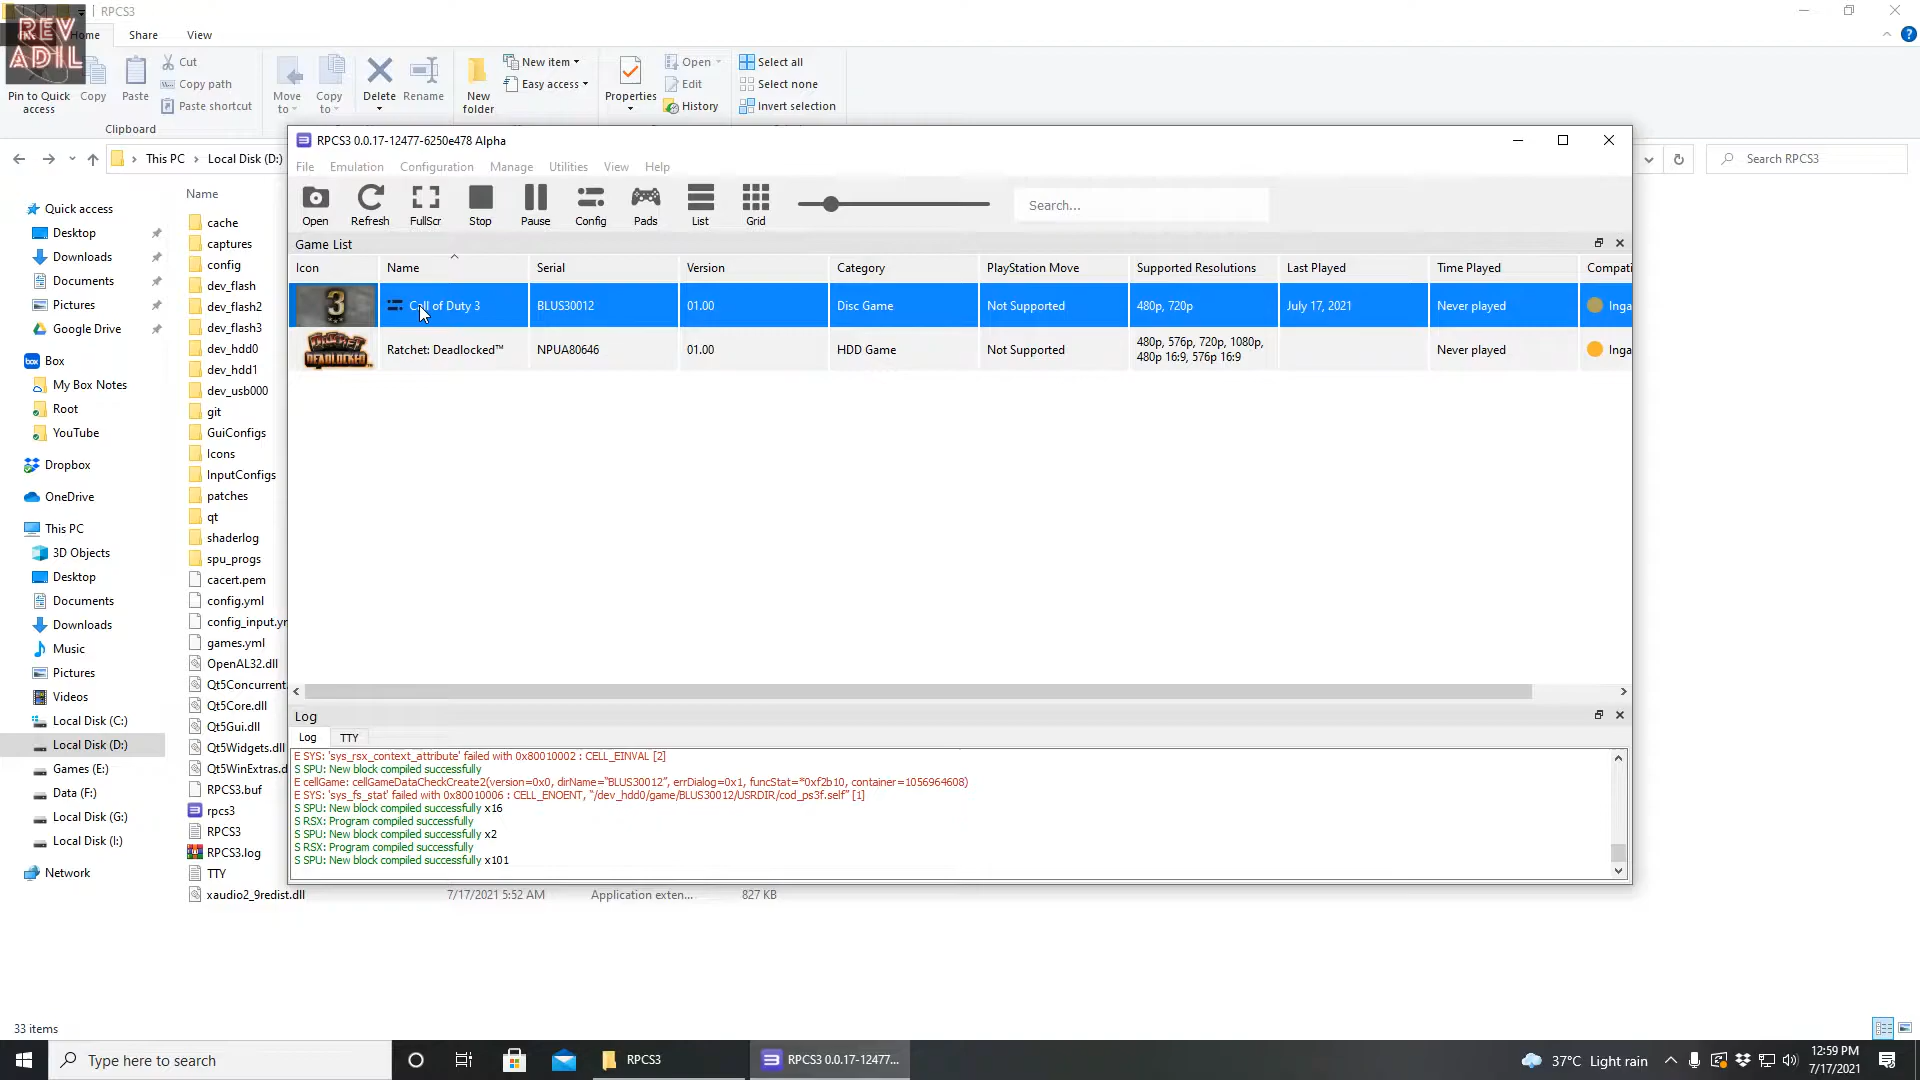 REV
ADIL
RPCS3
Home
Share
View
Pin to Quick access
Copy
Paste
Cut
Copy path
Paste shortcut
Clipboard
Move to
Copy to
Delete
Rename
New folder
New item
Easy access
Properties
Open
Edit
History
Select all
Select none
Invert selection
This PC
Local Disk (D:)
Search RPCS3
Name
Quick access
Desktop
Downloads
Documents
Pictures
Google Drive
Box
My Box Notes
Root
YouTube
Dropbox
OneDrive
This PC
3D Objects
Desktop
Documents
Downloads
Music
Pictures
Videos
Local Disk (C:)
Local Disk (D:)
Games (E:)
Data (F:)
Local Disk (G:)
Local Disk (I:)
Network
cache
captures
config
dev_flash
dev_flash2
dev_flash3
dev_hdd0
dev_hdd1
dev_usb000
git
GuiConfigs
Icons
InputConfigs
patches
qt
shaderlog
spu_progs
cacert.pem
config.yml
config_input.yr
games.yml
OpenAL32.dll
Qt5Concurrent.
Qt5Core.dll
Qt5Gui.dll
Qt5Widgets.dll
Qt5WinExtras.d
RPCS3.buf
rpcs3
RPCS3
RPCS3.log
TTY
xaudio2_9redist.dll 7/17/2021 5:52 AM Application exten... 827 KB
RPCS3 0.0.17-12477-6250e478 Alpha
File Emulation Configuration Manage Utilities View Help
Open Refresh FullScr Stop Pause Config Pads List Grid
Search...
Game List
Icon Name Serial Version Category PlayStation Move Supported Resolutions Last Played Time Played Compati
3 Call of Duty 3 BLUS30012 01.00 Disc Game Not Supported 480p, 720p July 17, 2021 Never played Inga
RATCHET DEADLOCKED Ratchet: Deadlocked™ NPUA80646 01.00 HDD Game Not Supported 480p, 576p, 720p, 1080p, 480p 16:9, 576p 16:9 Never played Inga
Log
Log TTY
E SYS: 'sys_rsx_context_attribute' failed with 0x80010002 : CELL_EINVAL [2]
S SPU: New block compiled successfully
E cellGame: cellGameDataCheckCreate2(version=0x0, dirName="BLUS30012", errDialog=0x1, funcStat=*0xf2b10, container=1056964608)
E SYS: 'sys_fs_stat' failed with 0x80010006 : CELL_ENOENT, "/dev_hdd0/game/BLUS30012/USRDIR/cod_ps3f.self" [1]
S SPU: New block compiled successfully x16
S RSX: Program compiled successfully
S SPU: New block compiled successfully x2
S RSX: Program compiled successfully
S SPU: New block compiled successfully x101
33 items
Type here to search
RPCS3
RPCS3 0.0.17-12477...
37°C Light rain
12:59 PM
7/17/2021